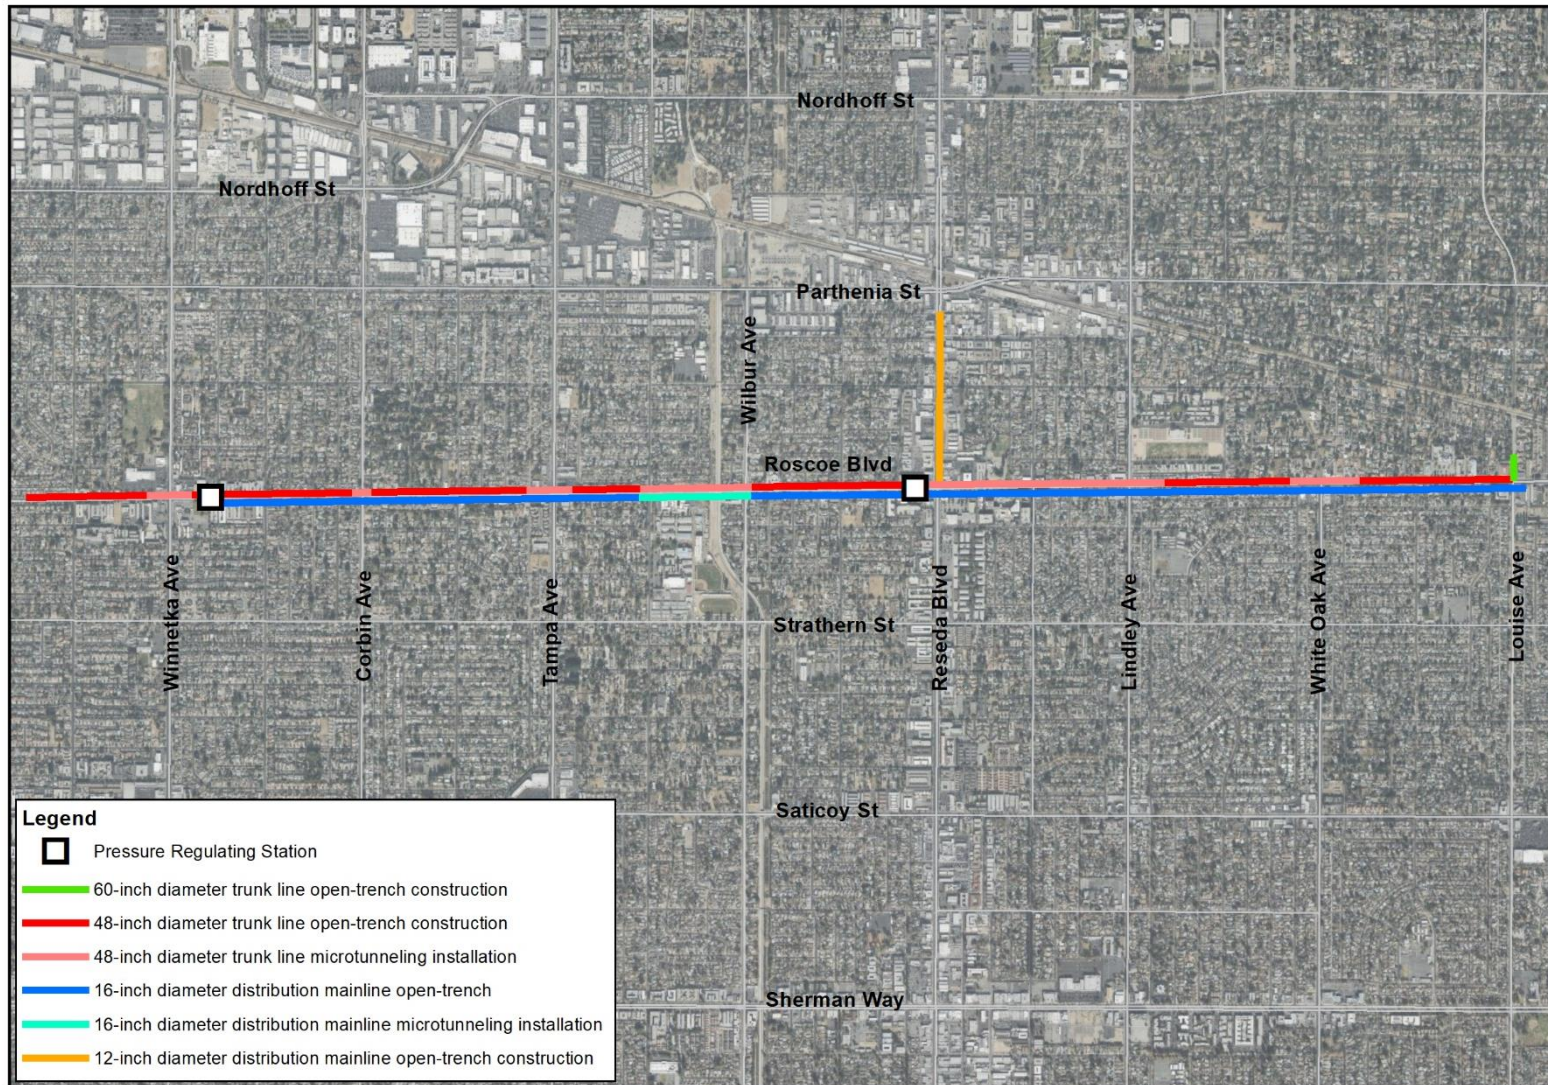 Nordhoff St
Nordhoff St
Parthenia St
Wilbur Ave
Roscoe Blvd
Winnetka Ave
Corbin Ave
Tampa Ave
Strathern St
Reseda Blvd
Lindley Ave
White Oak Ave
Louise Ave
Saticoy St
Sherman Way
Legend
Pressure Regulating Station
60-inch diameter trunk line open-trench construction
48-inch diameter trunk line open-trench construction
48-inch diameter trunk line microtunneling installation
16-inch diameter distribution mainline open-trench
16-inch diameter distribution mainline microtunneling installation
12-inch diameter distribution mainline open-trench construction